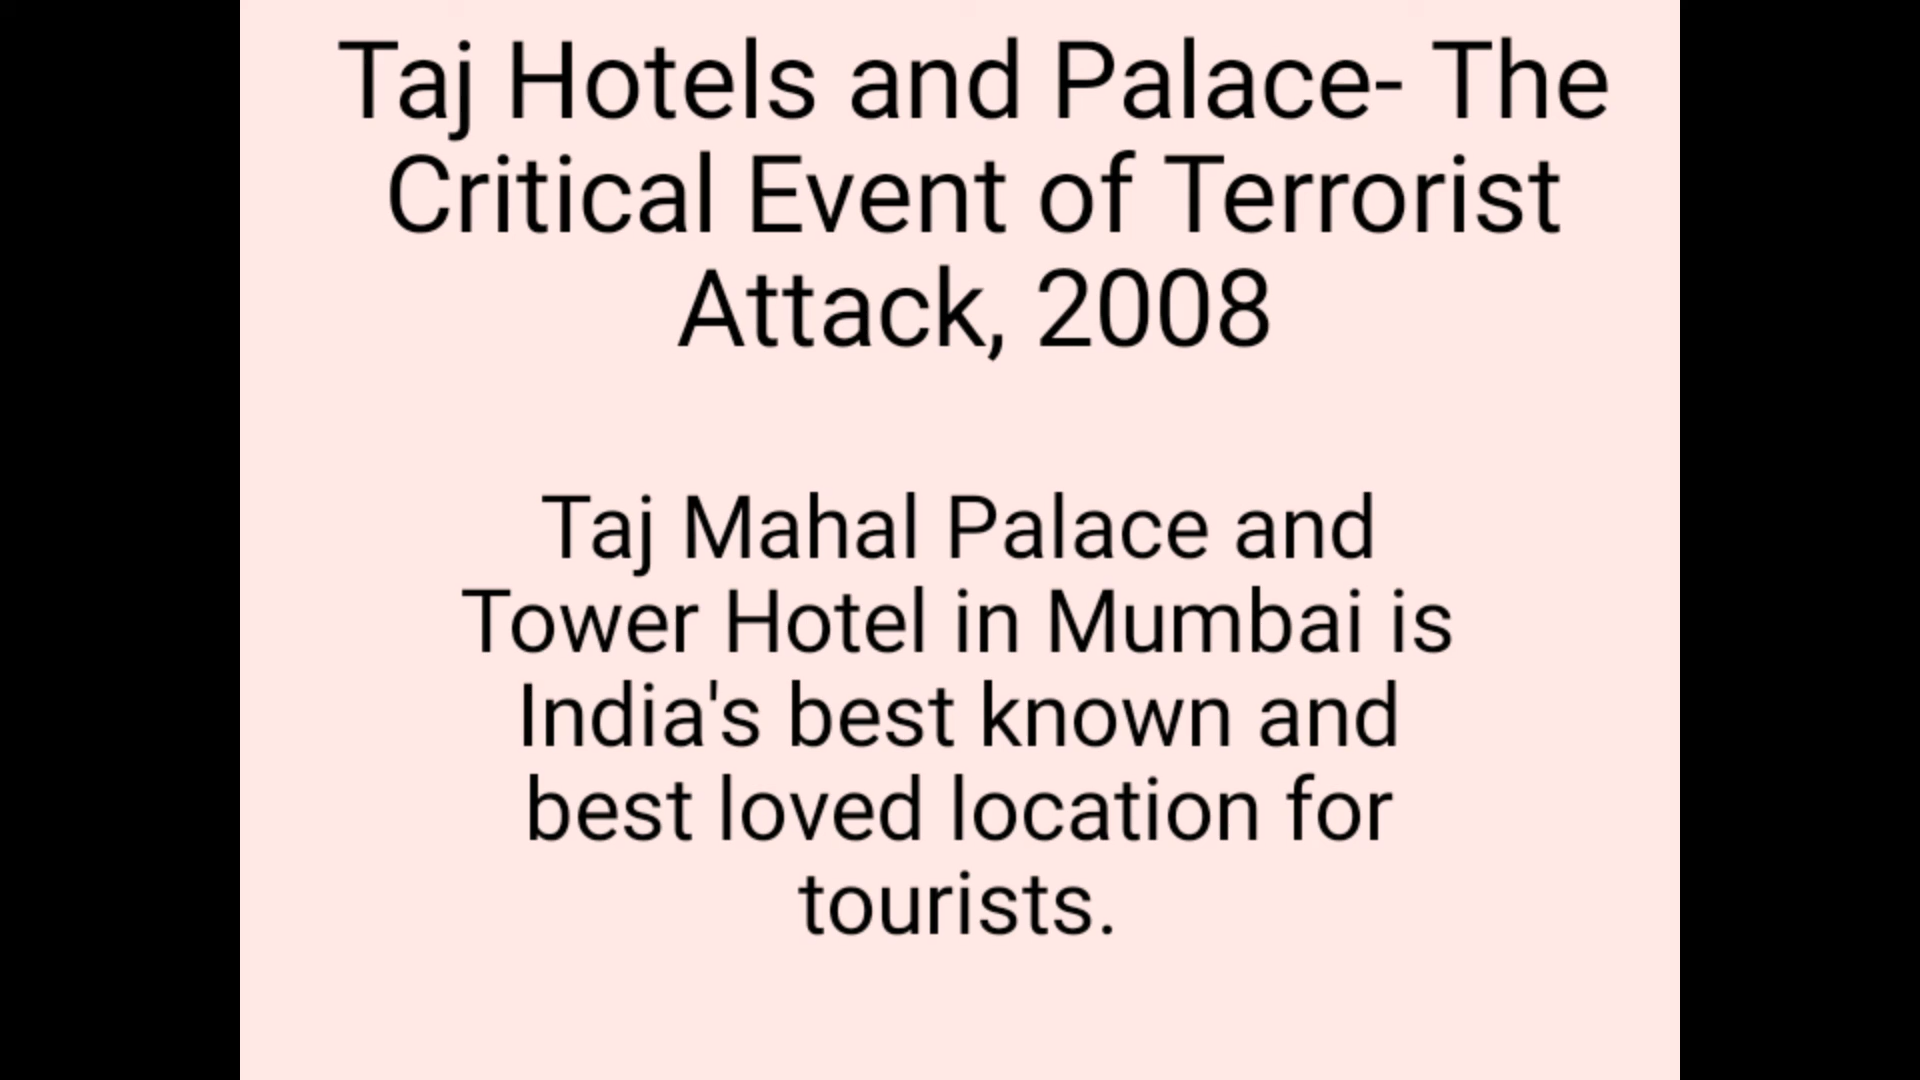 Taj Hotels and Palace- The
Critical Event of Terrorist
Attack, 2008
Taj Mahal Palace and
Tower Hotel in Mumbai is
India's best known and
best loved location for
tourists.